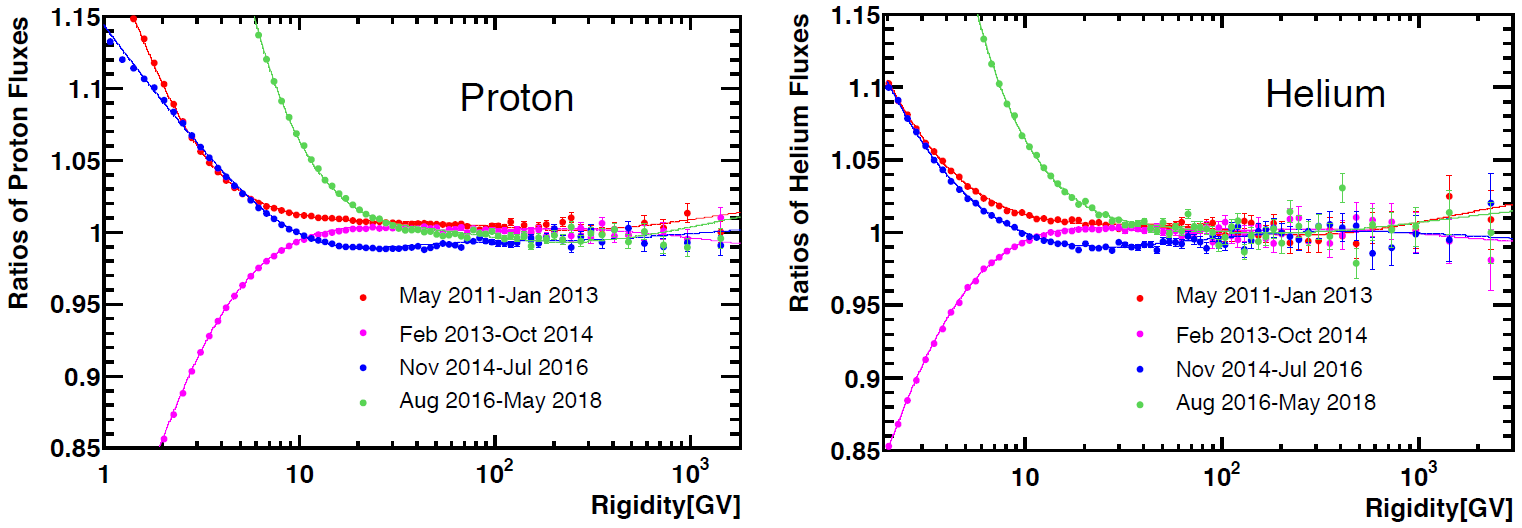 Ratios of Proton Fluxes
1.15
1.1
1.05
1
0.95
0.9
0.85
Proton
May 2011-Jan 2013
Feb 2013-Oct 2014
Nov 2014-Jul 2016
Aug 2016-May 2018
1
10
10²
10³
Rigidity[GV]
Ratios of Helium Fluxes
1.15
1.1
1.05
1
0.95
0.9
0.85
Helium
May 2011-Jan 2013
Feb 2013-Oct 2014
Nov 2014-Jul 2016
Aug 2016-May 2018
10
10²
10³
Rigidity[GV]